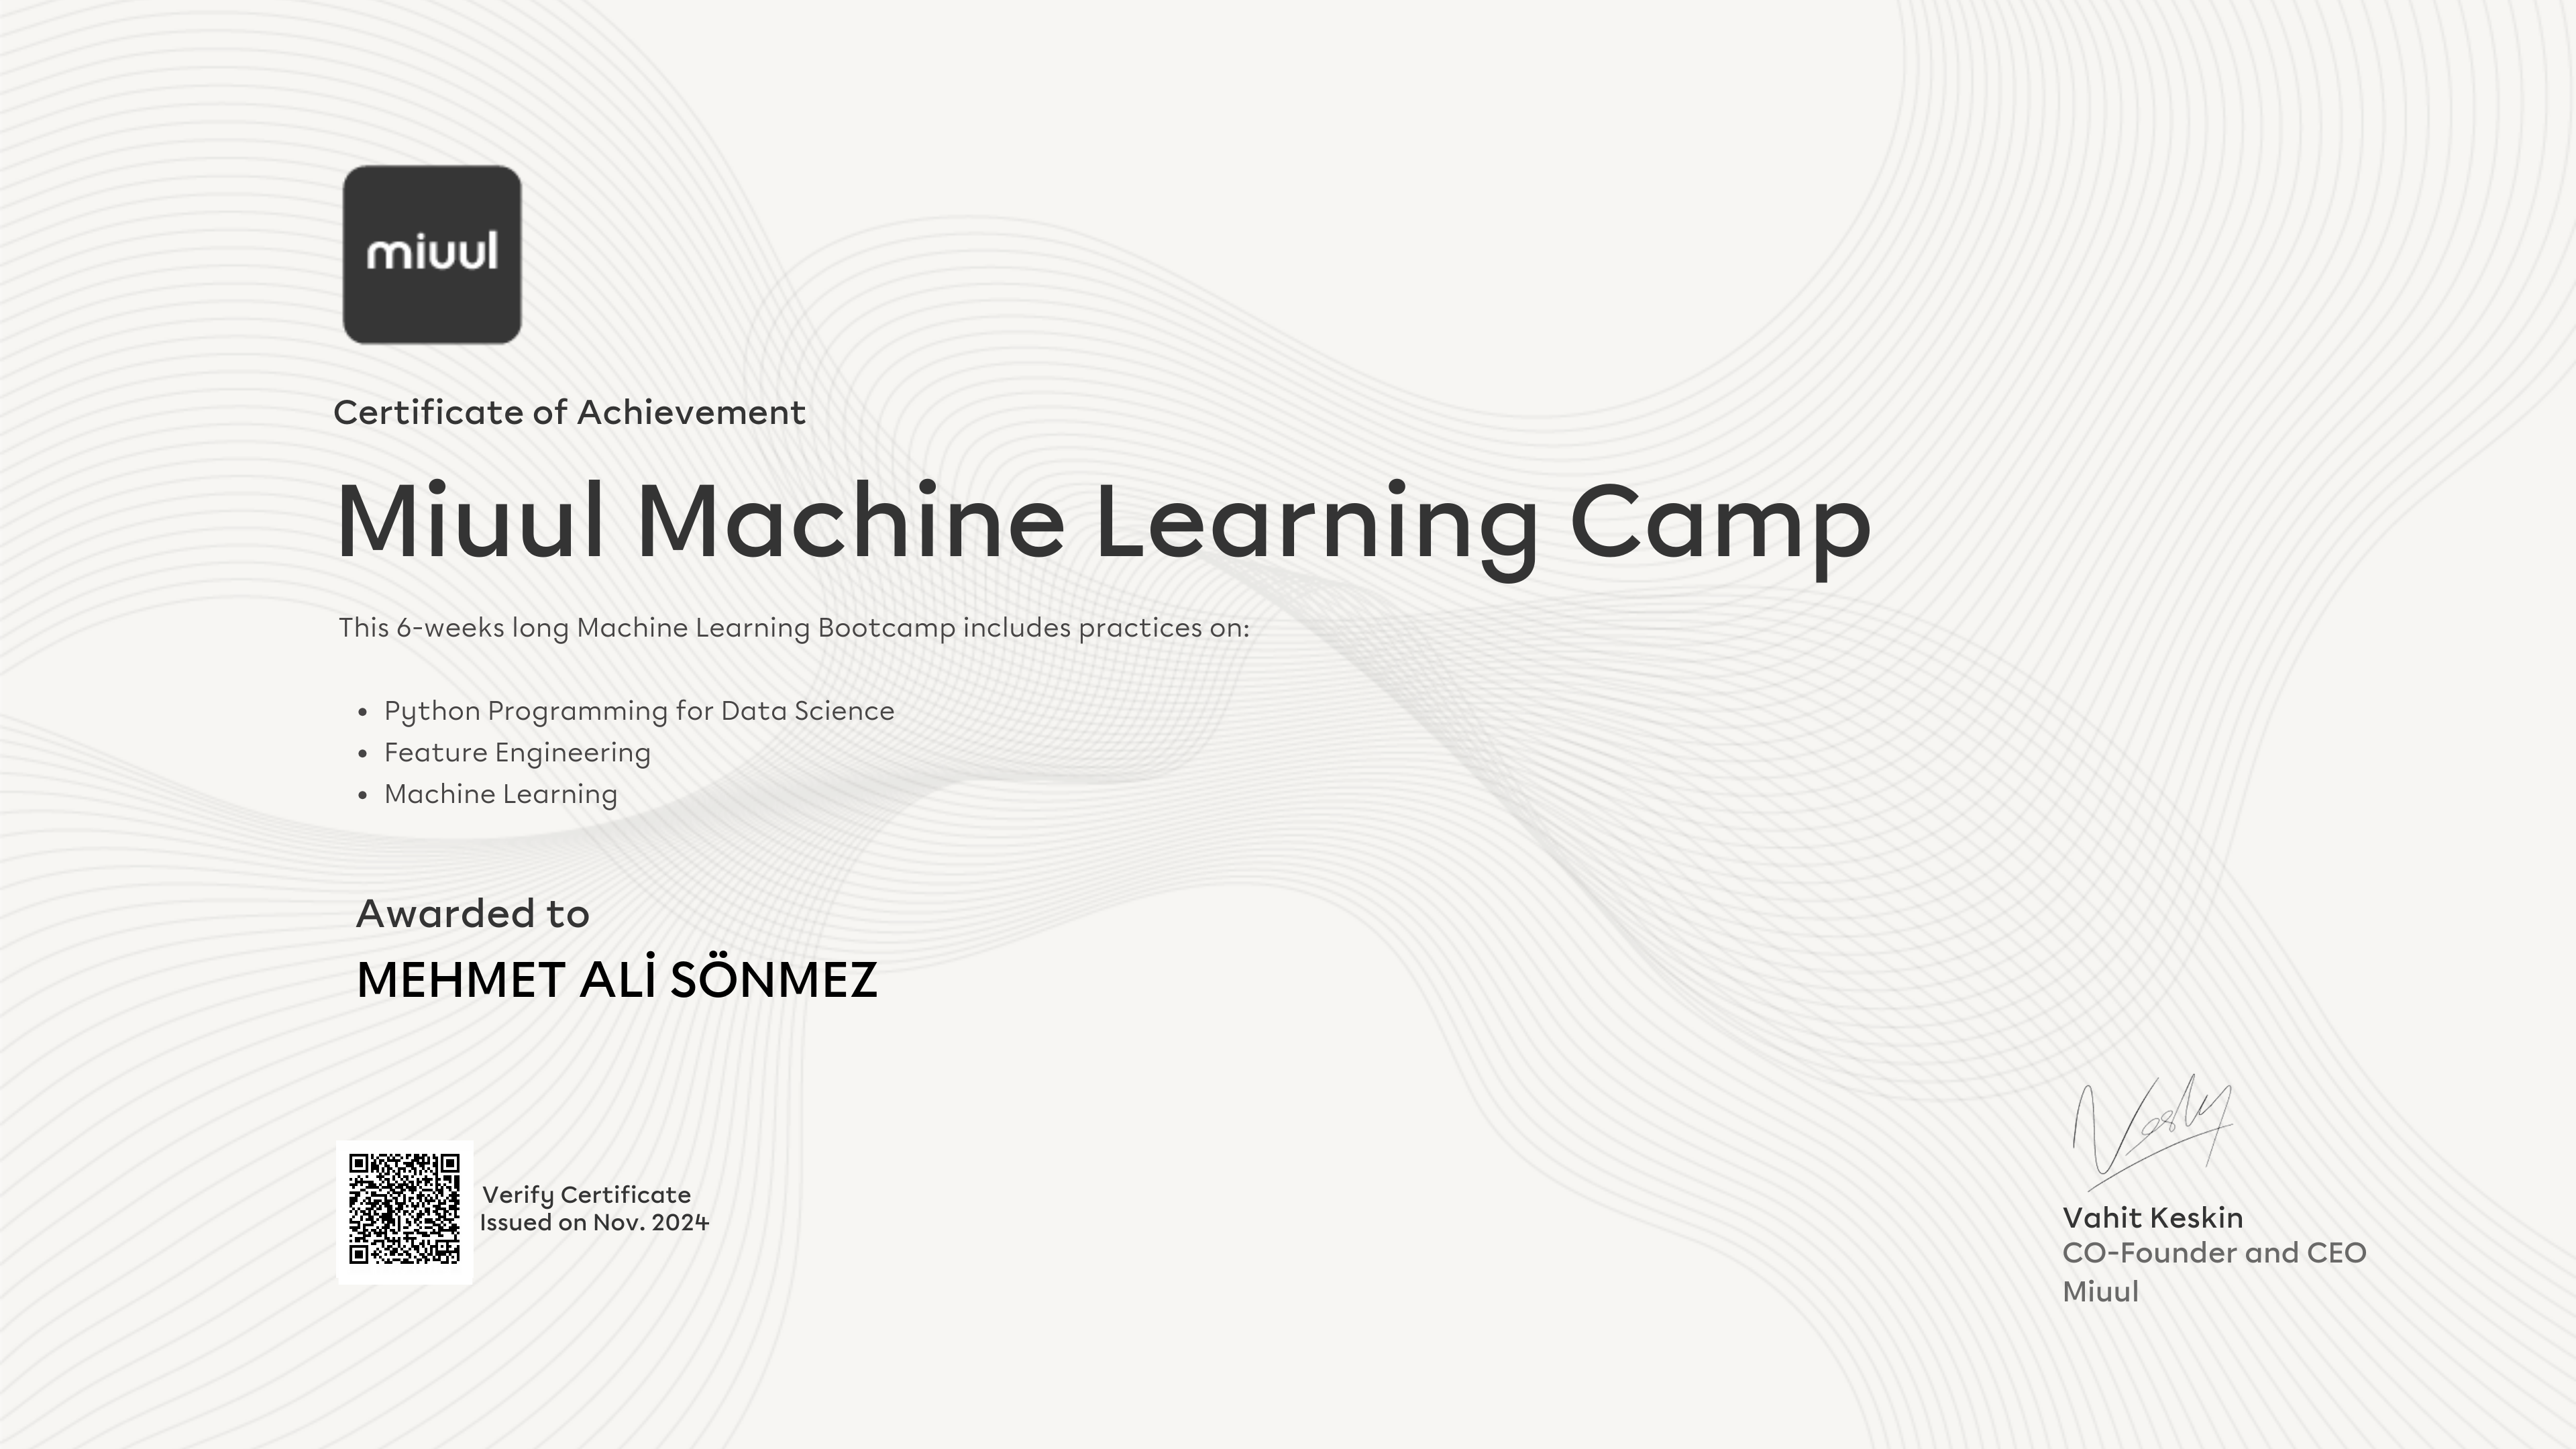 miuul
Certificate of Achievement
Miuul Machine Learning Camp
This 6-weeks long Machine Learning Bootcamp includes practices on:
• Python Programming for Data Science
• Feature Engineering
• Machine Learning
Awarded to
MEHMET ALİ SÖNMEZ
Verify Certificate
Issued on Nov. 2024
Vahit Keskin
CO-Founder and CEO
Miuul